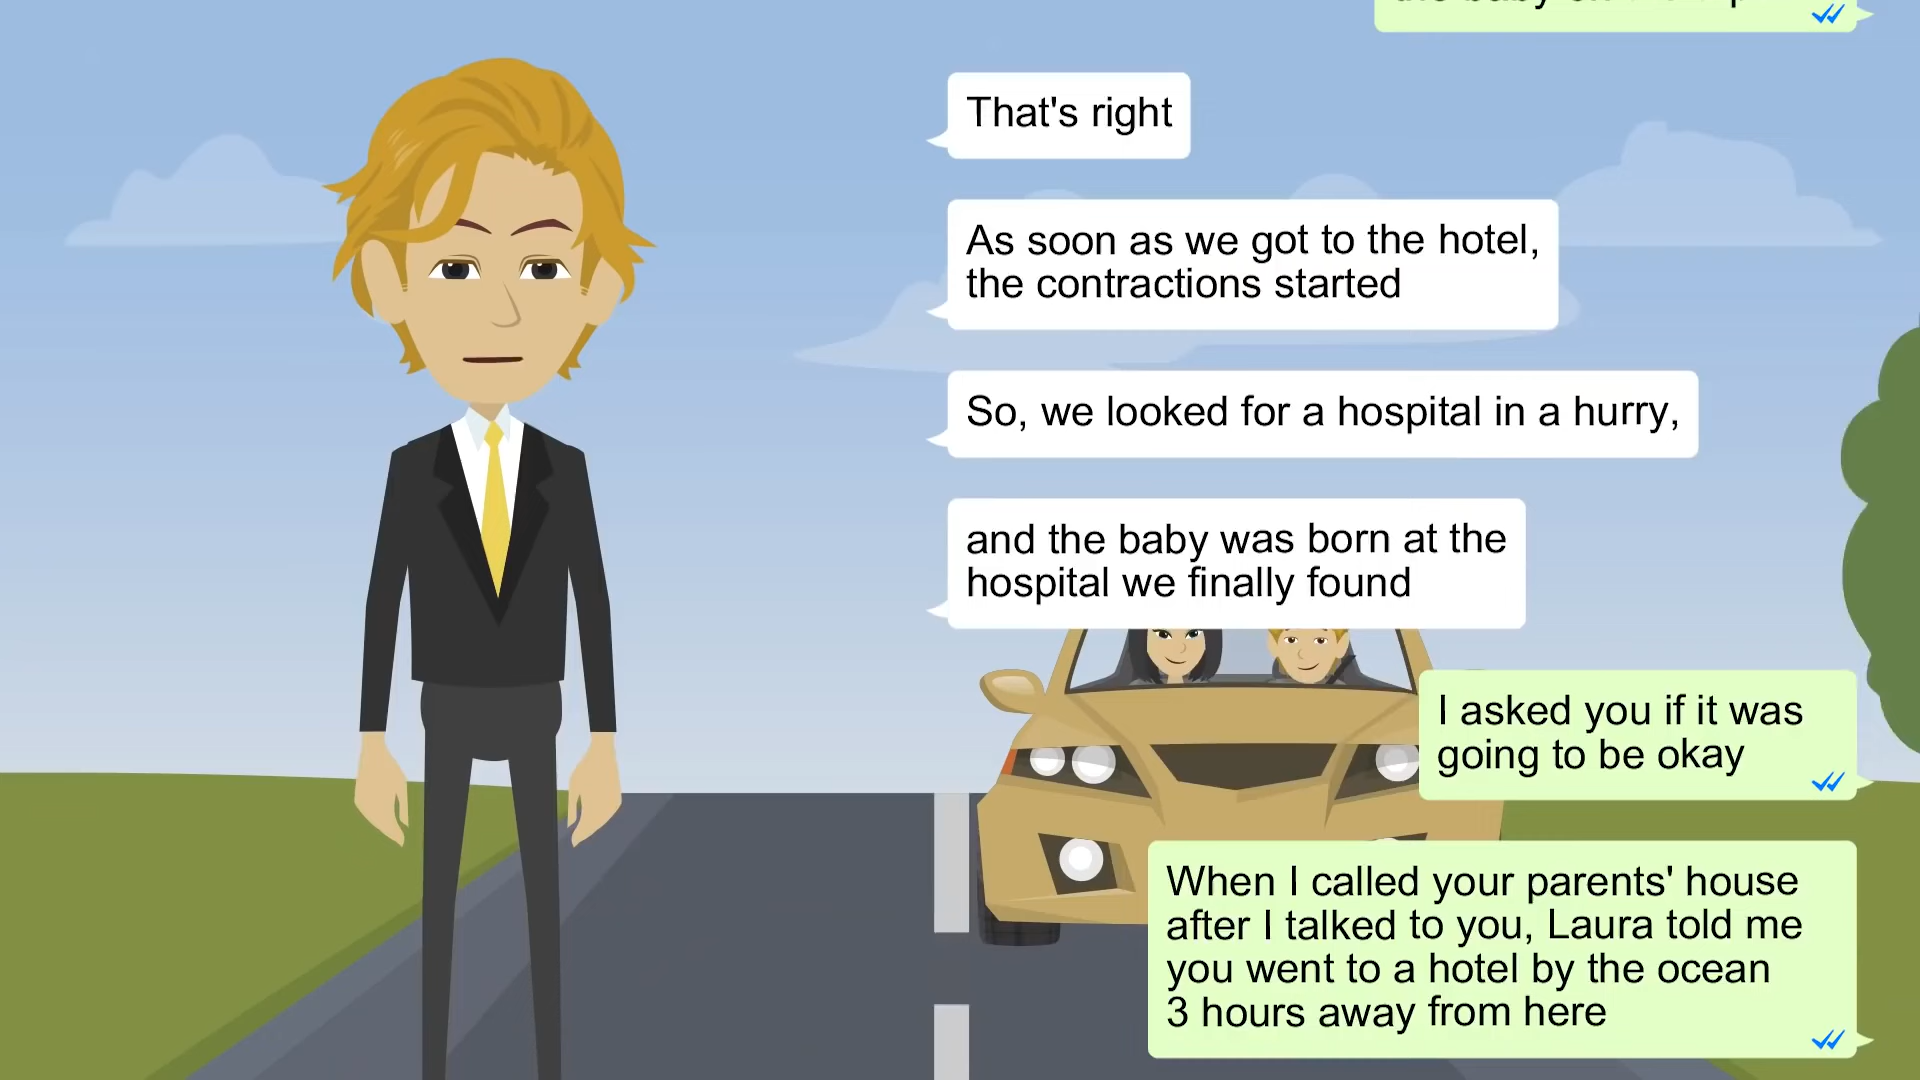 That's right
As soon as we got to the hotel,
the contractions started
So, we looked for a hospital in a hurry,
and the baby was born at the
hospital we finally found
I asked you if it was
going to be okay
When I called your parents' house
after I talked to you, Laura told me
you went to a hotel by the ocean
3 hours away from here